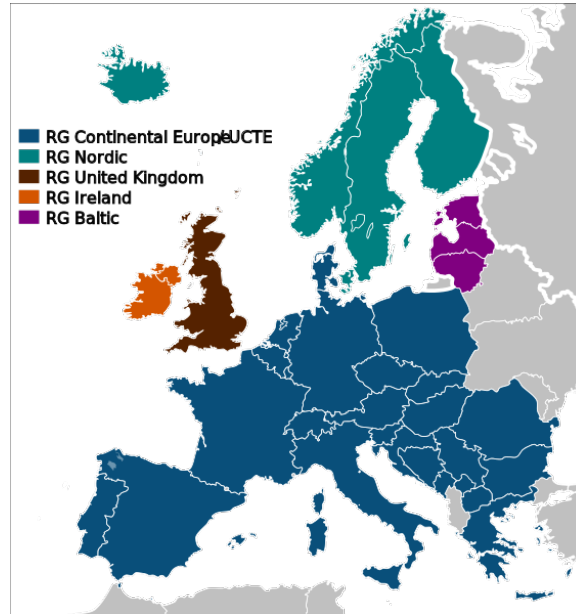 RG Continental Europe/UCTE
RG Nordic
RG United Kingdom
RG Ireland
RG Baltic